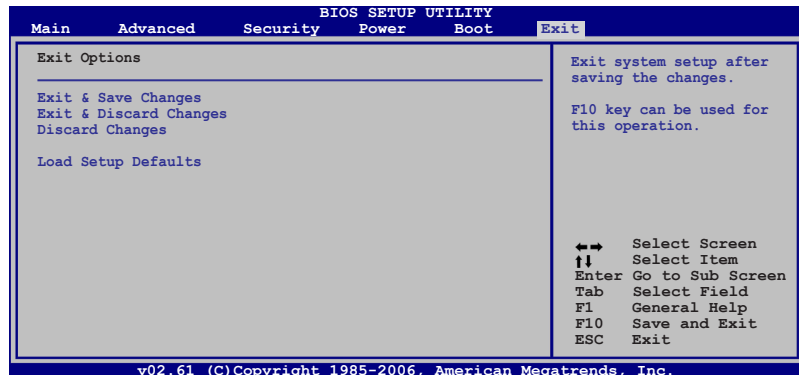 BIOS SETUP UTILITY
Main Advanced Security Power Boot Exit
Exit Options
Exit & Save Changes
Exit & Discard Changes
Discard Changes
Load Setup Defaults
Exit system setup after
saving the changes.
F10 key can be used for
this operation.
←→ Select Screen
↑↓ Select Item
Enter Go to Sub Screen
Tab Select Field
F1 General Help
F10 Save and Exit
ESC Exit
v02.61 (C)Copyright 1985-2006, American Megatrends, Inc.